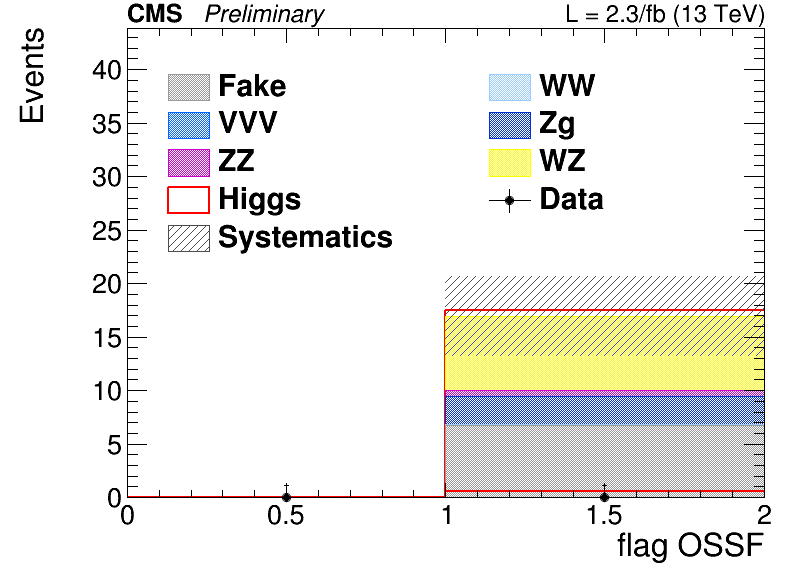 CMS Preliminary L = 2.3/fb (13 TeV)
Events
40
35
30
25
20
15
10
5
0
Fake WW
VVV Zg
ZZ WZ
Higgs Data
Systematics
0 0.5 1 1.5 2
flag OSSF